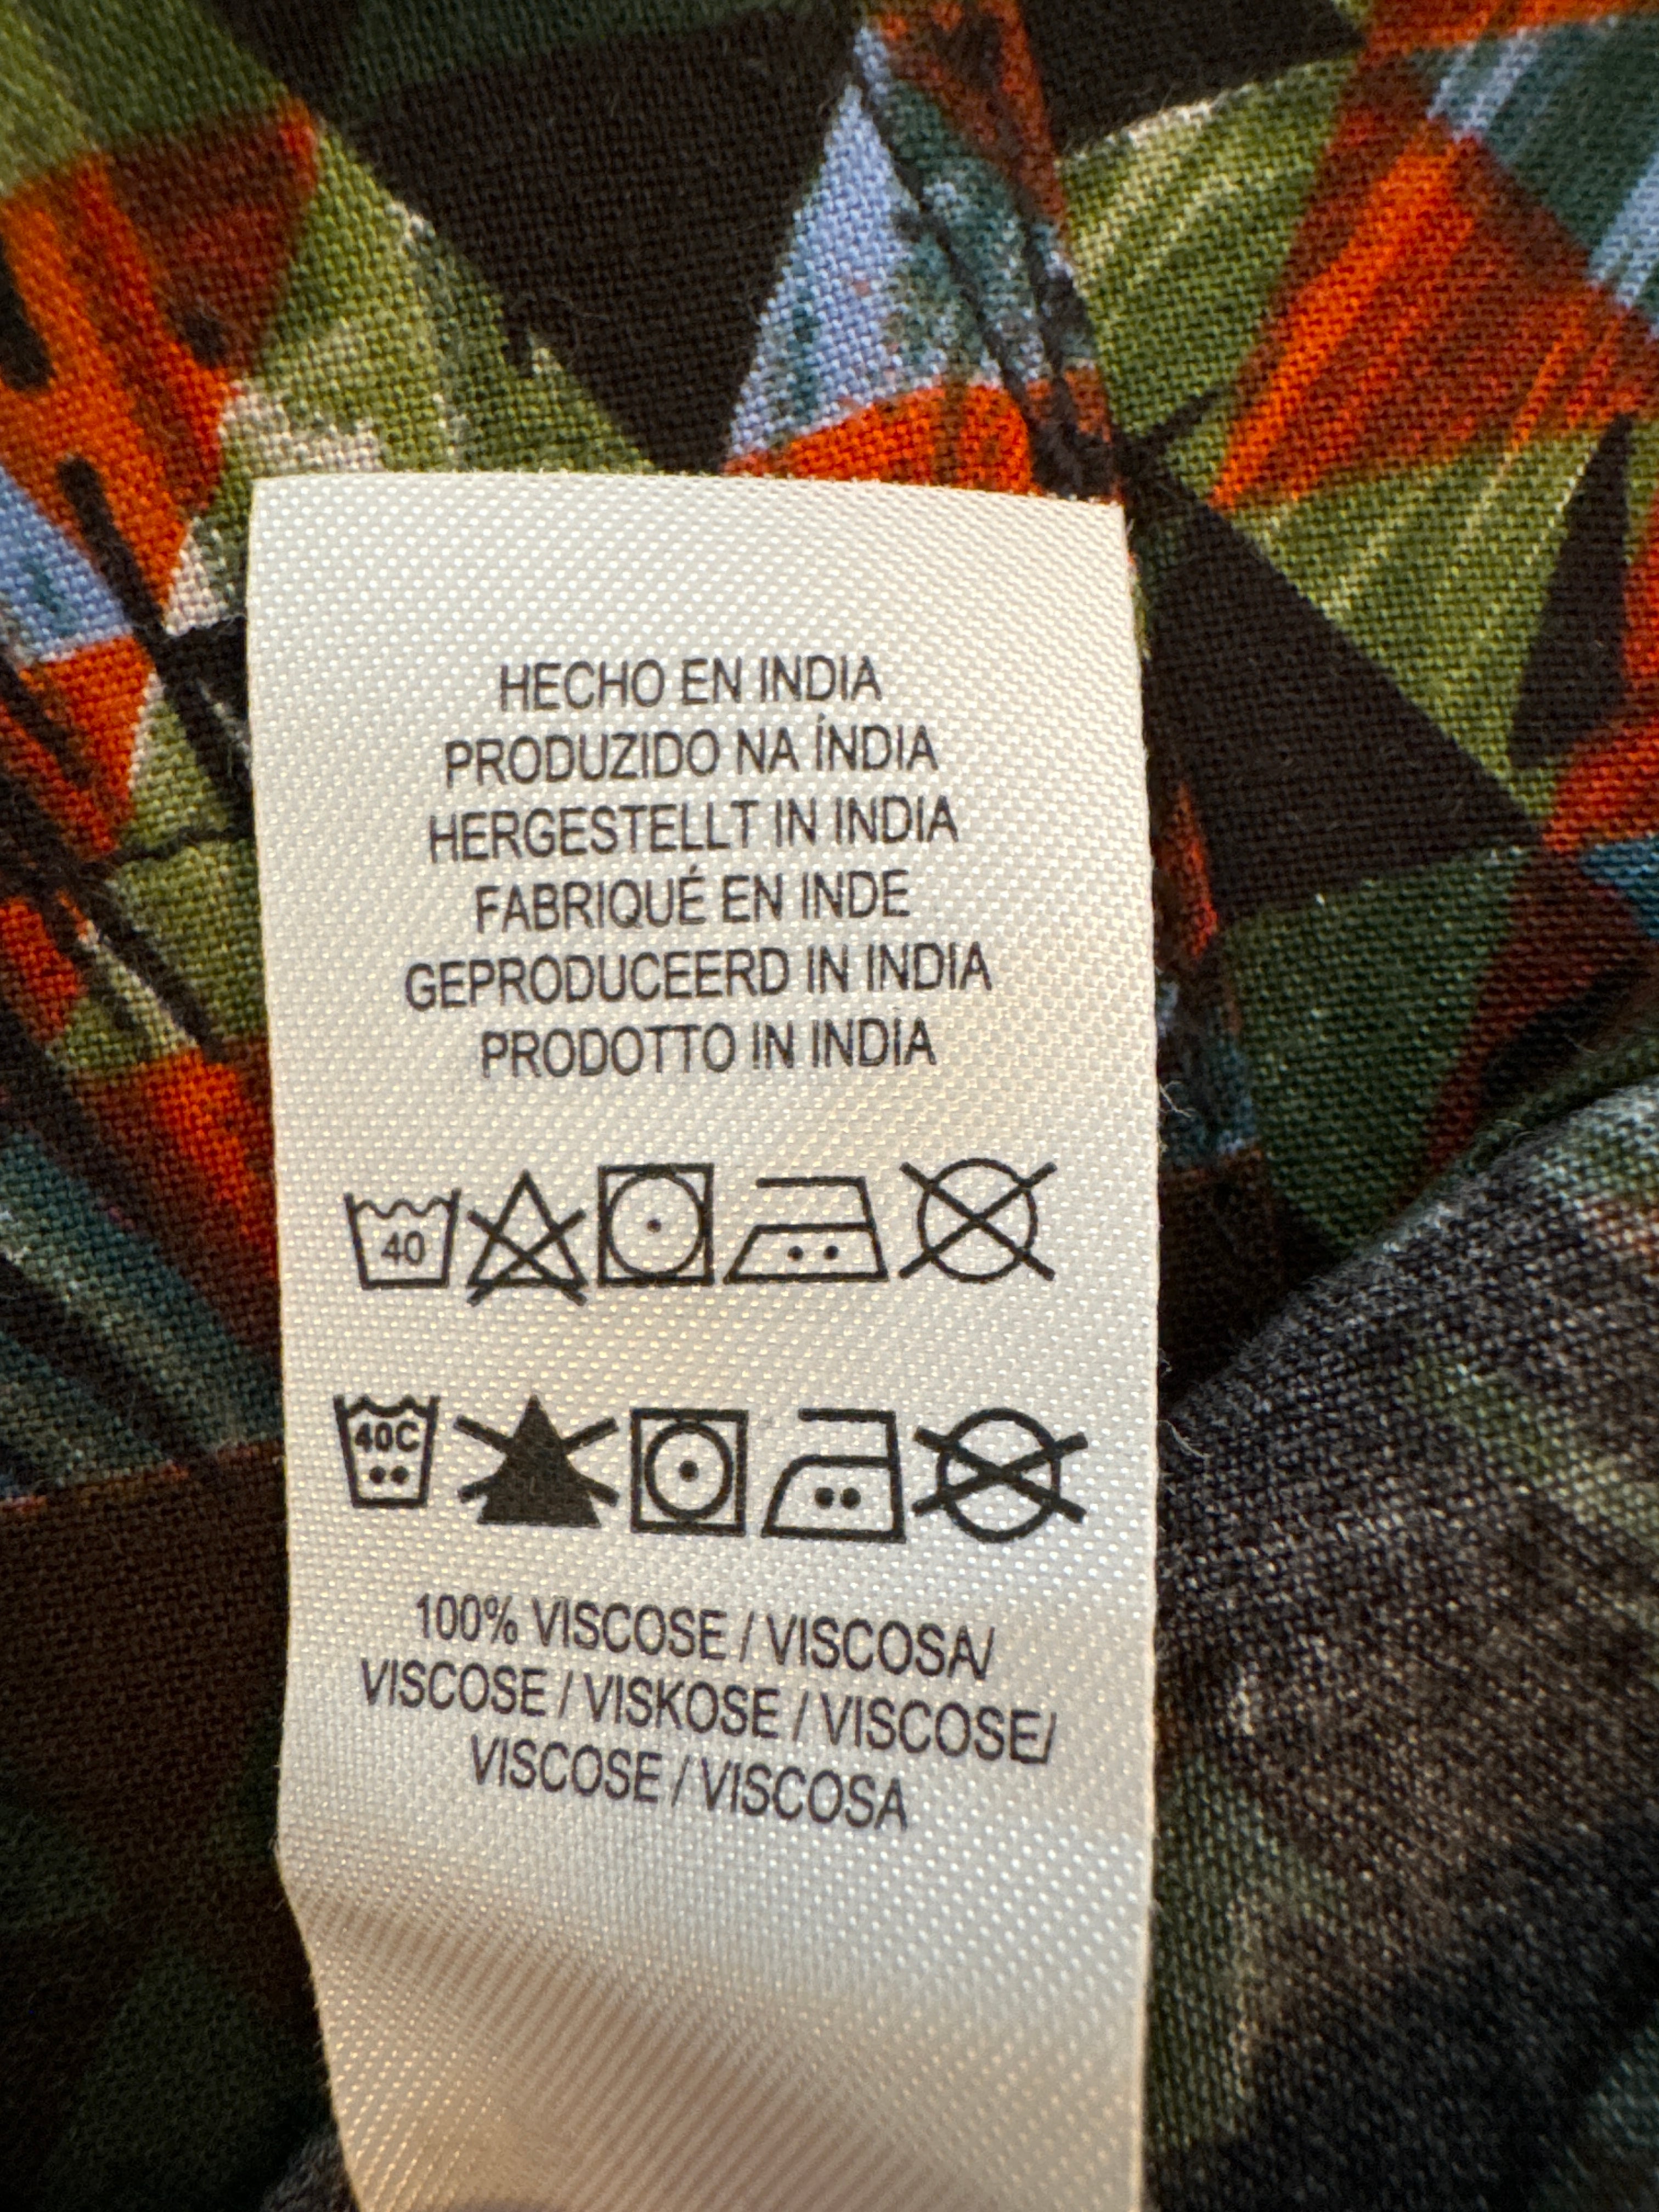 HECHO EN INDIA
PRODUZIDO NA ÍNDIA
HERGESTELLT IN INDIA
FABRIQUÉ EN INDE
GEPRODUCEERD IN INDIA
PRODOTTO IN INDIA
40
40C
100% VISCOSE / VISCOSA/
VISCOSE / VISKOSE / VISCOSE/
VISCOSE / VISCOSA